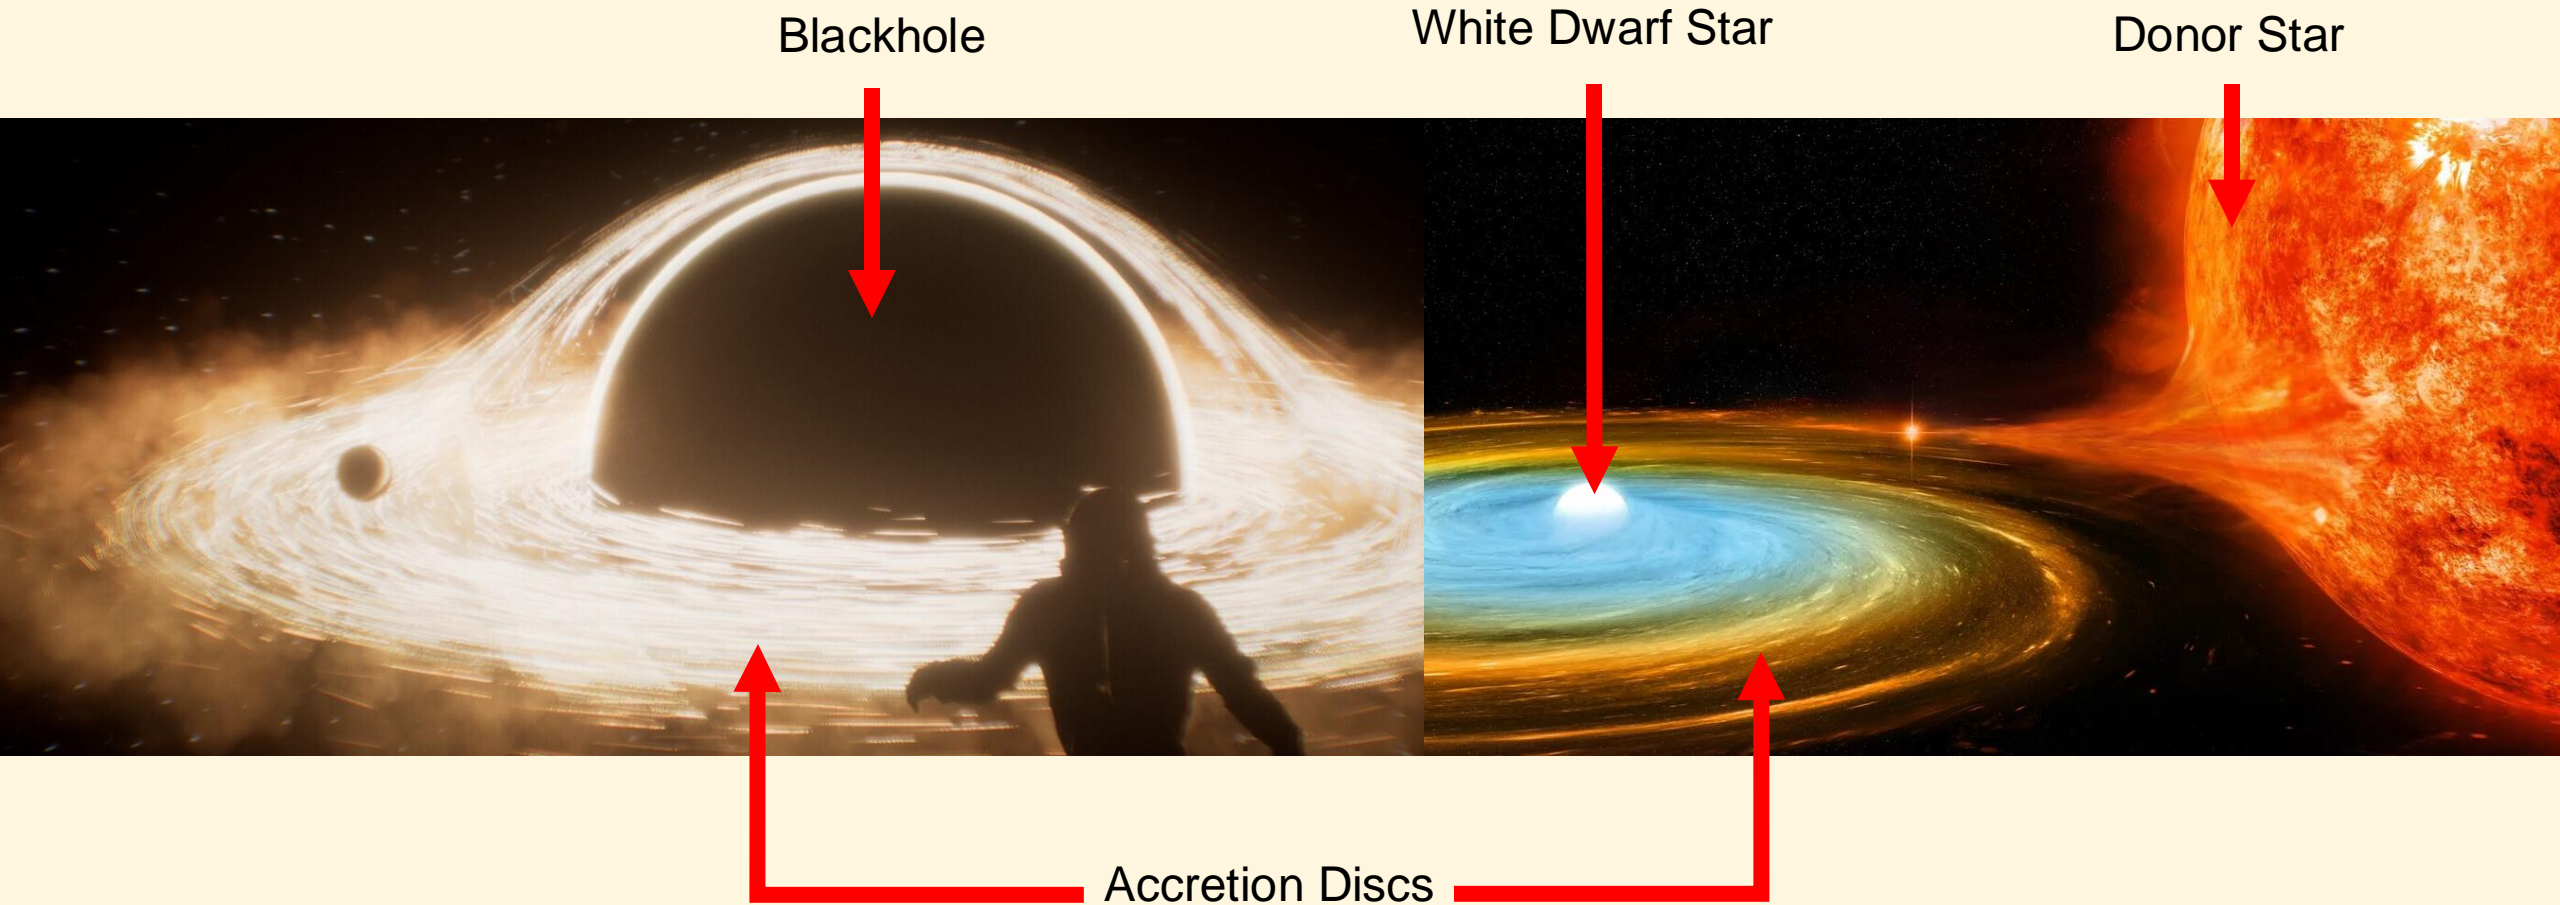 Blackhole
White Dwarf Star
Donor Star
Accretion Discs